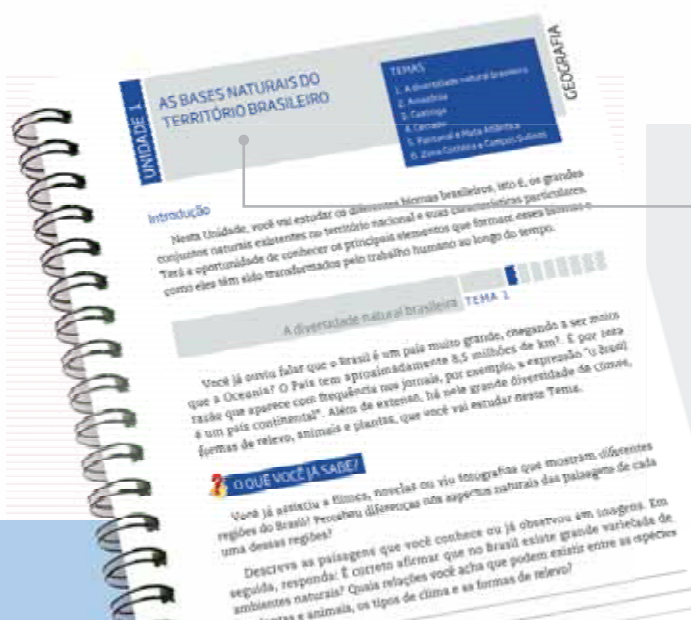 UNIDADE 1
AS BASES NATURAIS DO
TERRITÓRIO BRASILEIRO
TEMAS
1. A diversidade natural brasileira
2. Amazônia
3. Caatinga
4. Cerrado
5. Pantanal e Mata Atlântica
6. Zona Costeira e Campos Sulinos
GEOGRAFIA
Introdução
Nesta Unidade, você vai estudar os diferentes biomas brasileiros, isto é, os grandes
conjuntos naturais existentes no território nacional e suas características particulares.
Terá a oportunidade de conhecer os principais elementos que formam esses biomas e
como eles têm sido transformados pelo trabalho humano ao longo do tempo.
A diversidade natural brasileira TEMA 1
Você já ouviu falar que o Brasil é um país muito grande, chegando a ser maior
que a Oceania? O País tem aproximadamente 8,5 milhões de km². É por essa
razão que aparece com frequência nos jornais, por exemplo, a expressão "o Brasil
é um país continental". Além de extenso, há nele grande diversidade de climas,
formas de relevo, animais e plantas, que você vai estudar neste Tema.
O QUE VOCÊ JÁ SABE?
Você já assistiu a filmes, novelas ou viu fotografias que mostram diferentes
regiões do Brasil? Percebeu diferenças nos aspectos naturais das paisagens de cada
uma dessas regiões?
Descreva as paisagens que você conhece ou já observou em imagens. Em
seguida, responda: É correto afirmar que no Brasil existe grande variedade de
ambientes naturais? Quais relações você acha que podem existir entre as espécies
e animais, os tipos de clima e as formas de relevo?